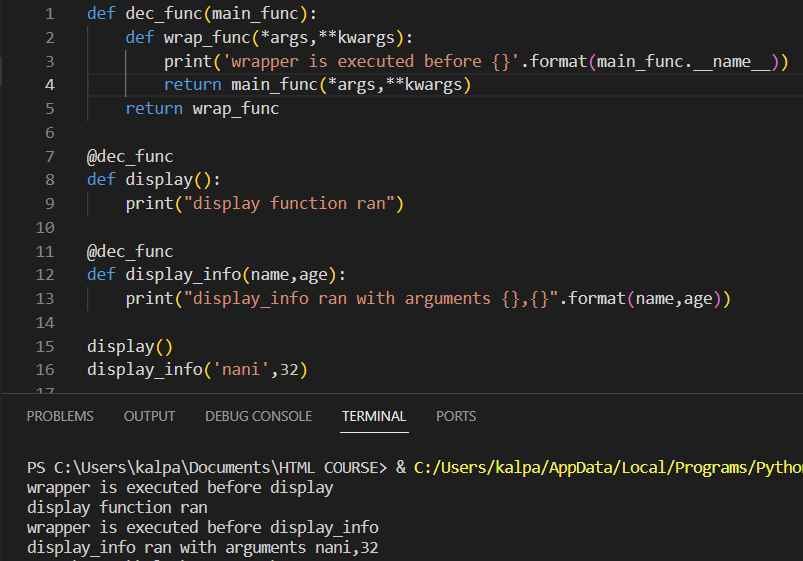 1 def dec_func(main_func):
2     def wrap_func(*args,**kwargs):
3         print('wrapper is executed before {}'.format(main_func.__name__))
4         return main_func(*args,**kwargs)
5     return wrap_func
6
7 @dec_func
8 def display():
9     print("display function ran")
10
11 @dec_func
12 def display_info(name,age):
13     print("display_info ran with arguments {},{}".format(name,age))
14
15 display()
16 display_info('nani',32)
17
PROBLEMS OUTPUT DEBUG CONSOLE TERMINAL PORTS
PS C:\Users\kalpa\Documents\HTML COURSE> & C:/Users/kalpa/AppData/Local/Programs/Pytho
wrapper is executed before display
display function ran
wrapper is executed before display_info
display_info ran with arguments nani,32